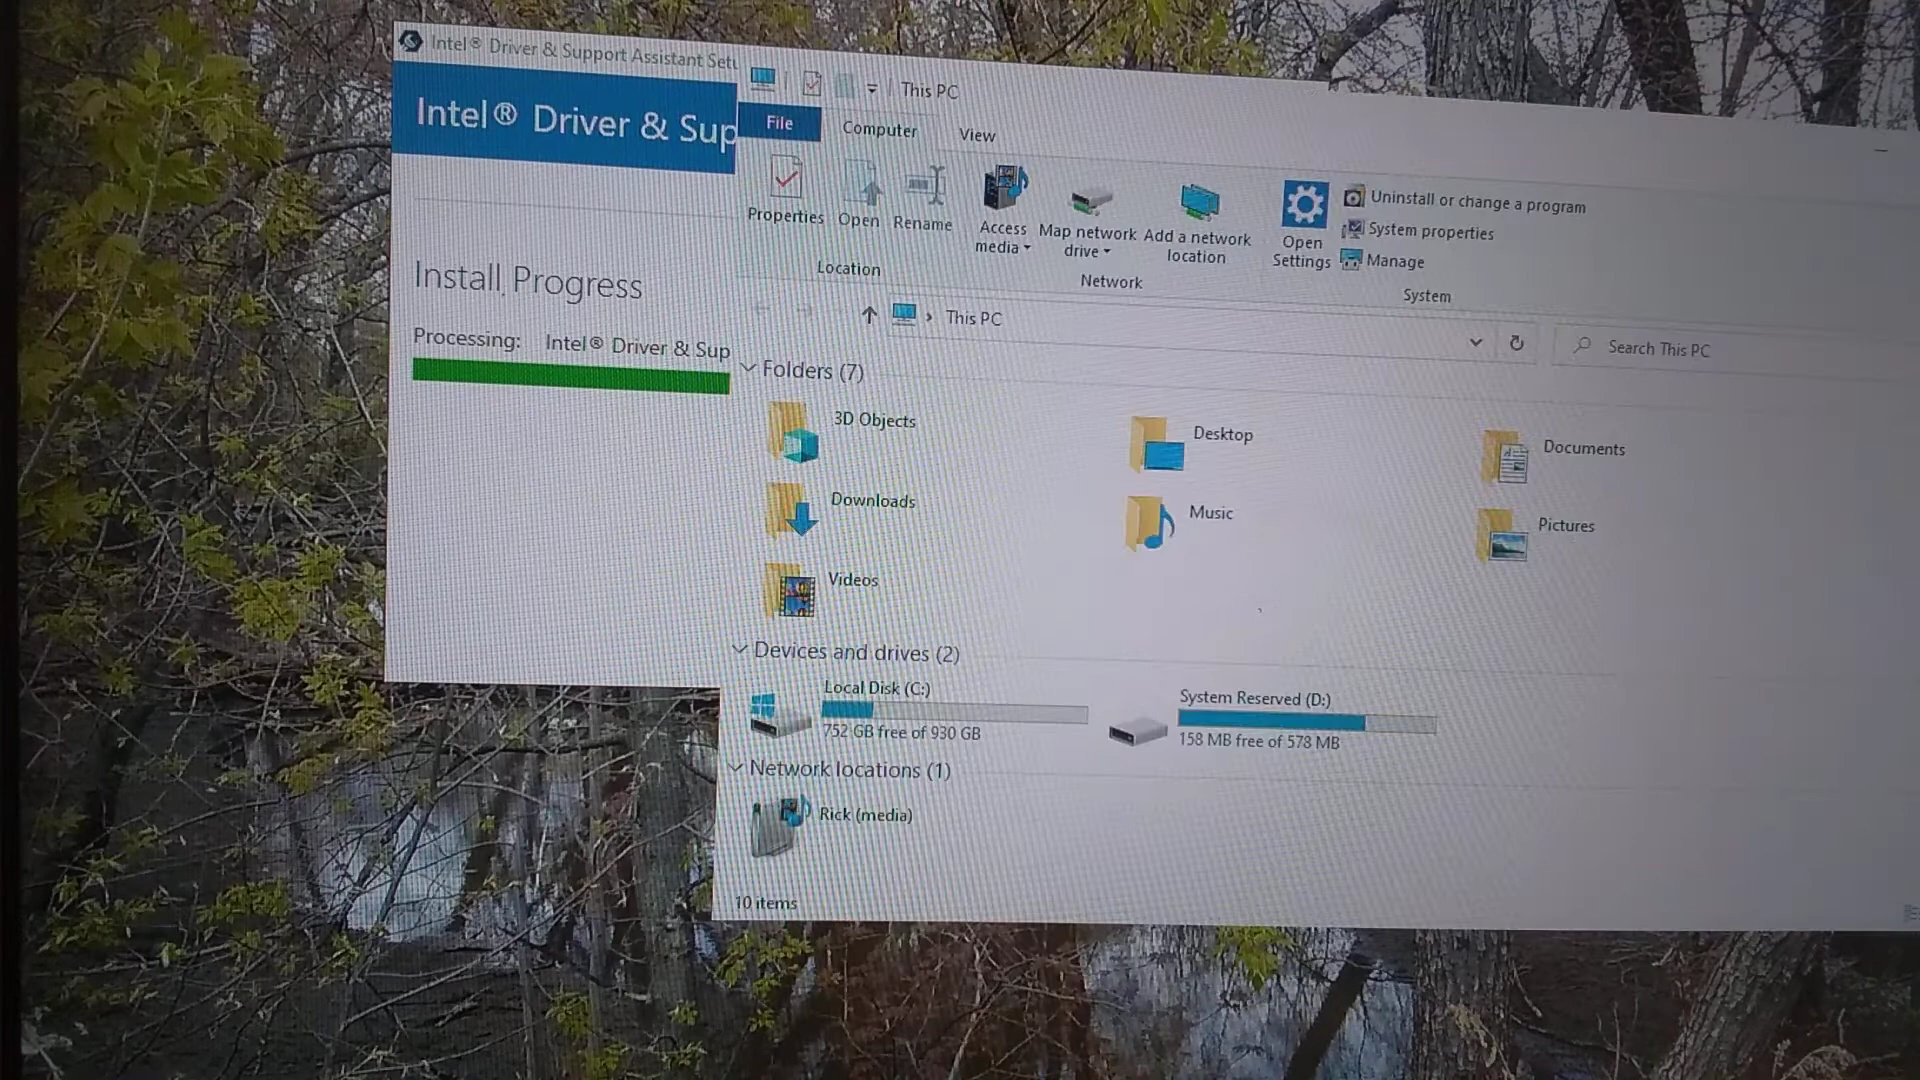 Intel® Driver & Support Assistant Setu
Intel® Driver & Sup
Install Progress
Processing: Intel® Driver & Sup
This PC
File Computer View
Properties Open Rename
Location
Access media
Map network drive
Add a network location
Network
Open Settings
Uninstall or change a program
System properties
Manage
System
This PC
Search This PC
Folders (7)
3D Objects
Desktop
Documents
Downloads
Music
Pictures
Videos
Devices and drives (2)
Local Disk (C:)
752 GB free of 930 GB
System Reserved (D:)
158 MB free of 578 MB
Network locations (1)
Rick (media)
10 items